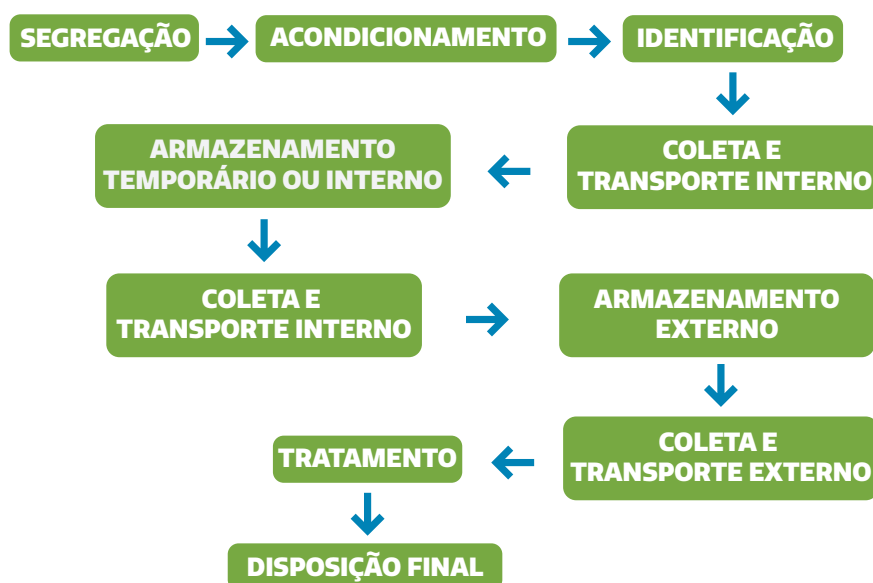 SEGREGAÇÃO
ACONDICIONAMENTO
IDENTIFICAÇÃO
COLETA E
TRANSPORTE INTERNO
ARMAZENAMENTO
TEMPORÁRIO OU INTERNO
COLETA E
TRANSPORTE INTERNO
ARMAZENAMENTO
EXTERNO
COLETA E
TRANSPORTE EXTERNO
TRATAMENTO
DISPOSIÇÃO FINAL